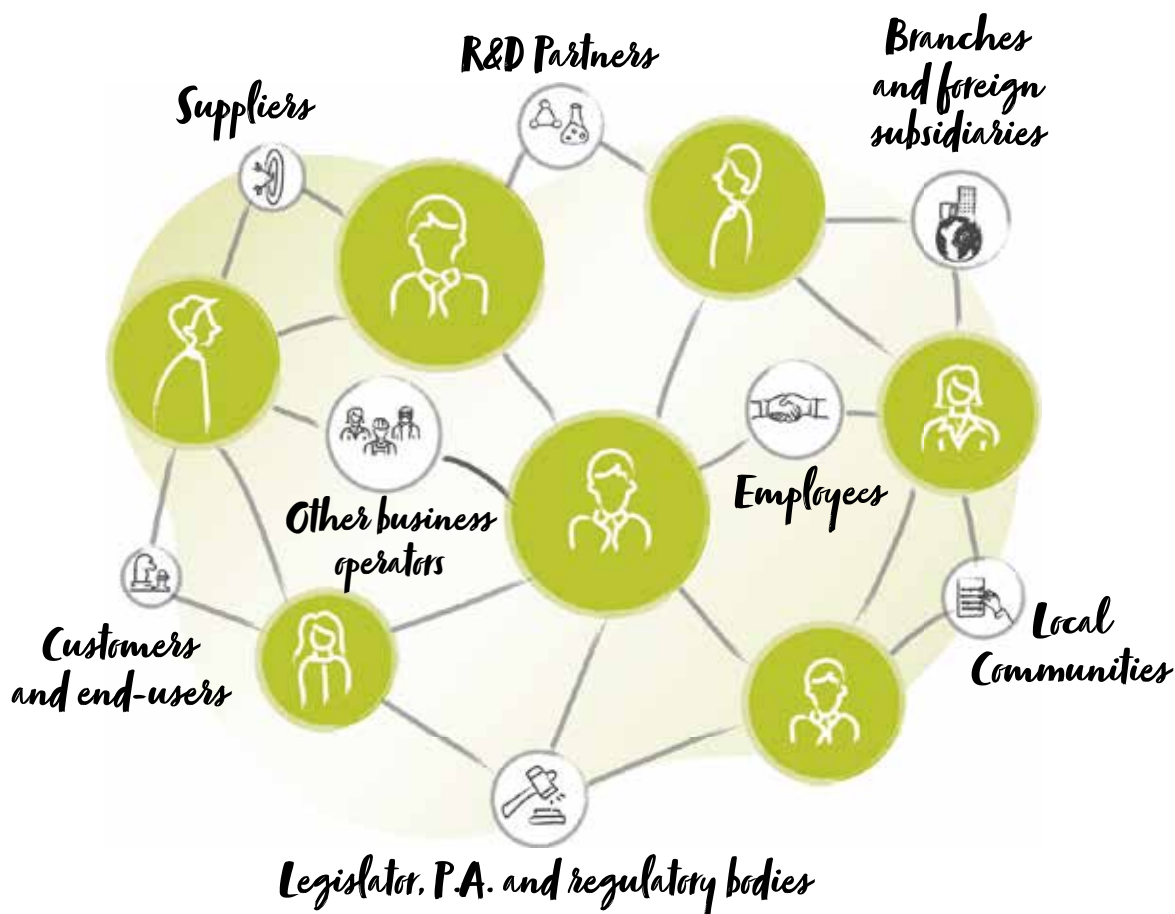 R&D Partners
Branches
and foreign
subsidiaries
Suppliers
Employees
Other business
operators
Local
Communities
Customers
and end-users
Legislator, P.A. and regulatory bodies